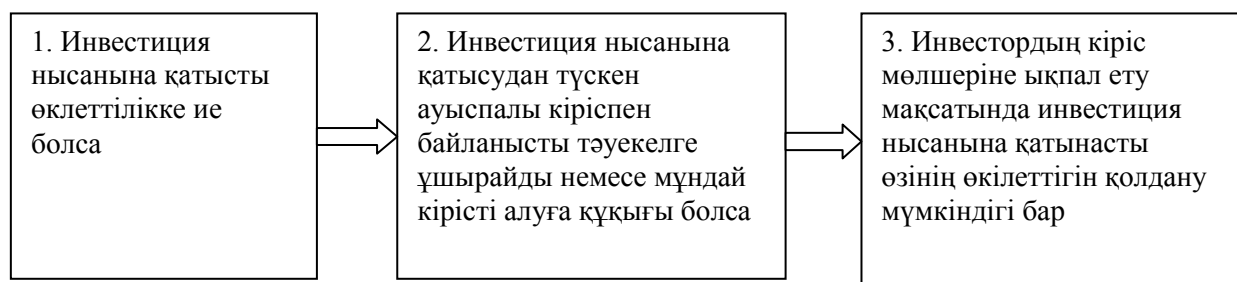 1. Инвестиция
нысанына қатысты
өклеттілікке ие
болса
2. Инвестиция нысанына
қатысудан түскен
ауыспалы кіріспен
байланысты тәуекелге
ұшырайды немесе мұндай
кірісті алуға құқығы болса
3. Инвестордың кіріс
мөлшеріне ықпал ету
мақсатында инвестиция
нысанына қатынасты
өзінің өкілеттігін қолдану
мүмкіндігі бар